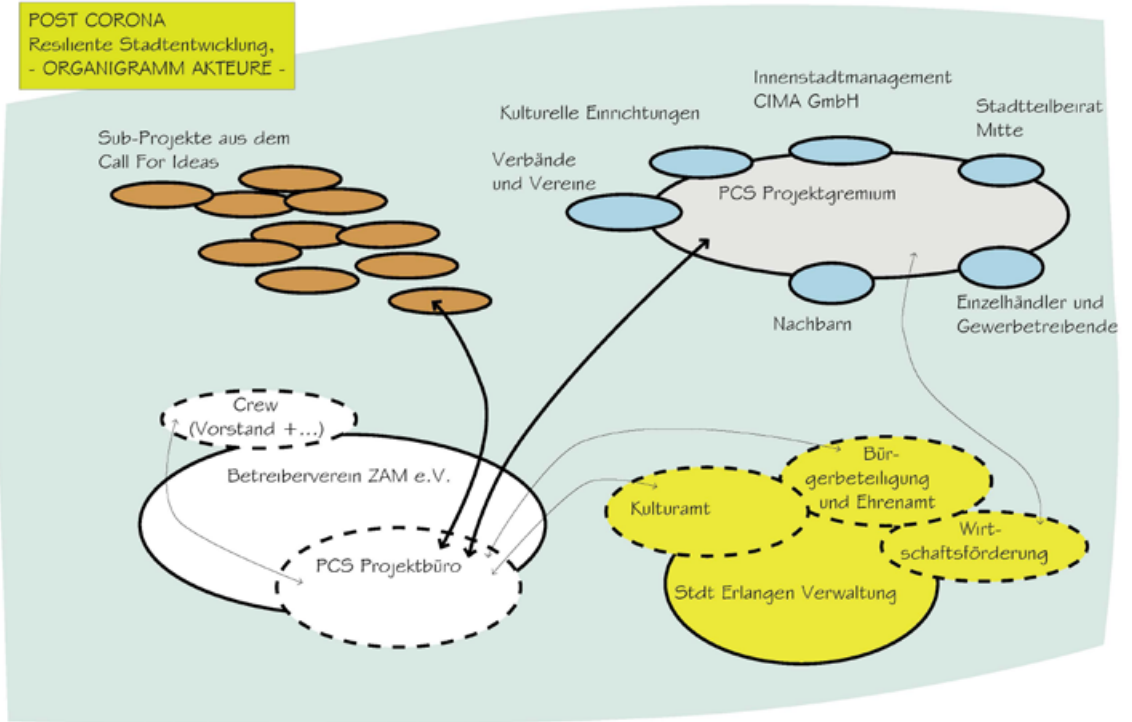 POST CORONA
Resiliente Stadtentwicklung,
- ORGANIGRAMM AKTEURE -
Sub-Projekte aus dem
Call For Ideas
Kulturelle Einrichtungen
Innenstadtmanagement
CIMA GmbH
Stadtteilbeirat
Mitte
Verbände
und Vereine
PCS Projektgremium
Nachbarn
Einzelhändler und
Gewerbetreibende
Crew
(Vorstand +...)
Betreiberverein ZAM e.V.
PCS Projektbüro
Kulturamt
Bür-
gerbeteiligung
und Ehrenamt
Wirt-
schaftsförderung
Stdt Erlangen Verwaltung